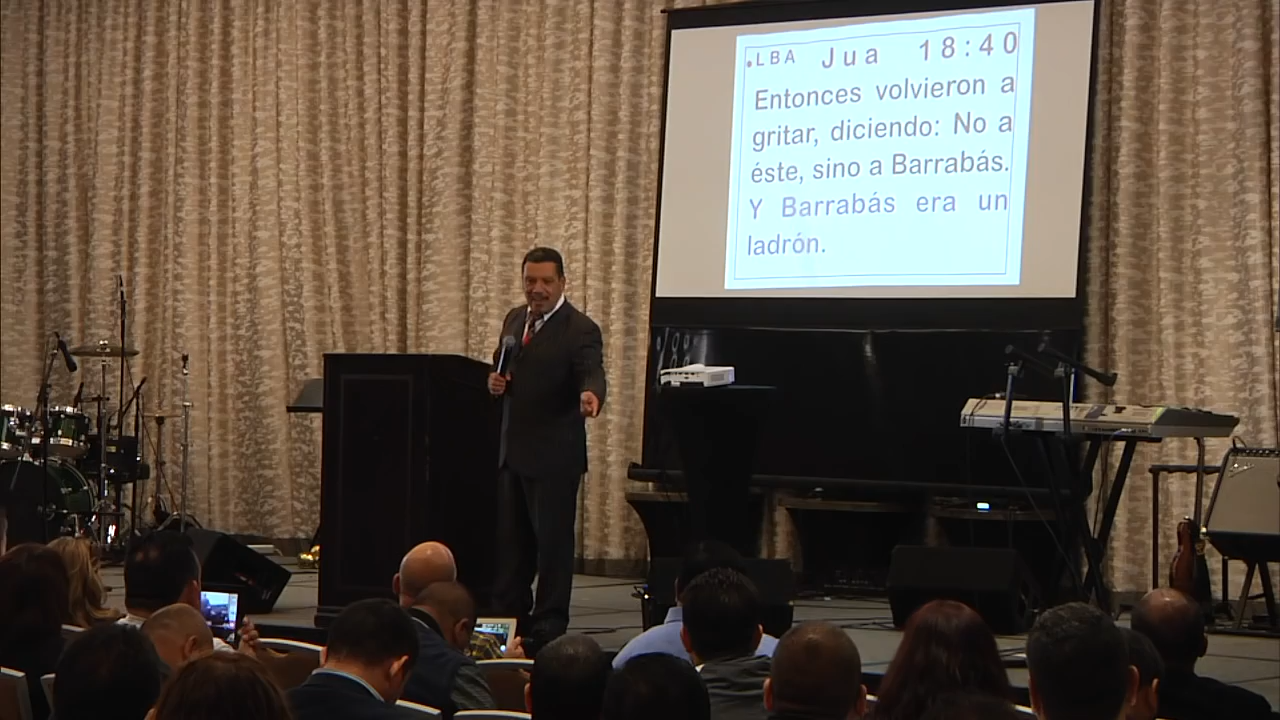 .LBA Jua 18:40
Entonces volvieron a
gritar, diciendo: No a
éste, sino a Barrabás.
Y Barrabás era un
ladrón.